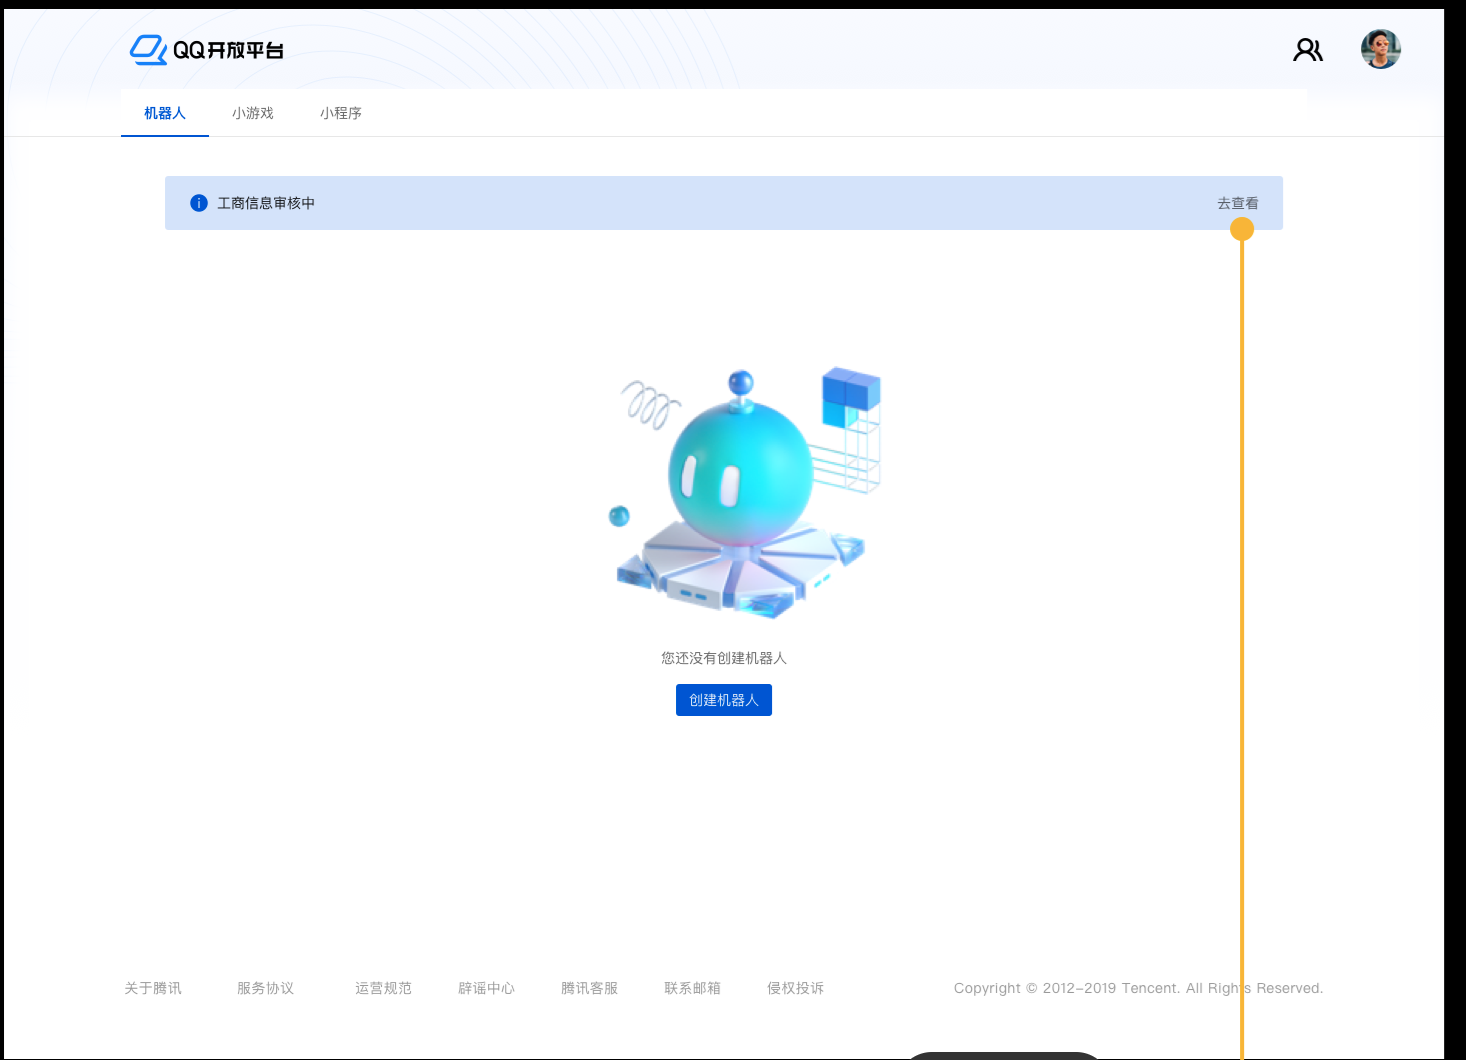 QQ开放平台
机器人 小游戏 小程序
工商信息审核中 去查看
您还没有创建机器人
创建机器人
关于腾讯 服务协议 运营规范 辟谣中心 腾讯客服 联系邮箱 侵权投诉 Copyright © 2012-2019 Tencent. All Rights Reserved.